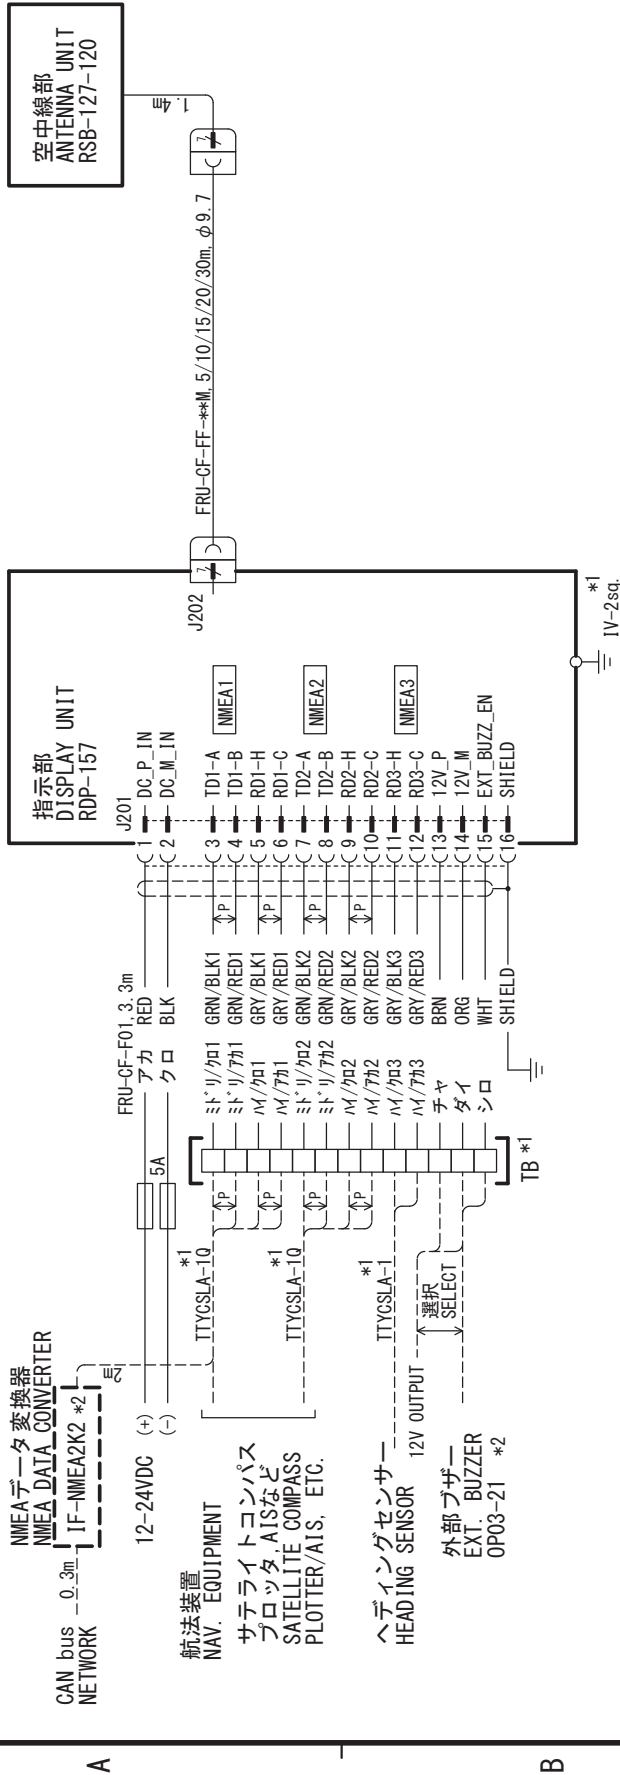 空中線部
ANTENNA UNIT
RSB-127-120
1.4m
7
FRU-CF-FF-**M, 5/10/15/20/30m, φ9.7
7
J202
指示部
DISPLAY UNIT
RDP-157
J201
1 DC_P_IN
2 DC_M_IN
3 TD1-A
4 TD1-B
5 RD1-H
6 RD1-C
7 TD2-A
8 TD2-B
9 RD2-H
10 RD2-C
11 RD3-H
12 RD3-C
13 12V_P
14 12V_M
15 EXT_BUZZ_EN
16 SHIELD
NMEA1
NMEA2
NMEA3
*1
IV-2sq.
FRU-CF-F01, 3.3m
アカ RED
クロ BLK
ミドリ/クロ1 GRN/BLK1
ミドリ/アカ1 GRN/RED1
ハイ/クロ1 GRY/BLK1
ハイ/アカ1 GRY/RED1
ミドリ/クロ2 GRN/BLK2
ミドリ/アカ2 GRN/RED2
ハイ/クロ2 GRY/BLK2
ハイ/アカ2 GRY/RED2
ハイ/クロ3 GRY/BLK3
ハイ/アカ3 GRY/RED3
チャ BRN
ダイ ORG
シロ WHT
SHIELD
P
P
P
P
5A
TB *1
P
P
P
P
*1
TTYCSLA-1Q
*1
TTYCSLA-1Q
*1
TTYCSLA-1
選択
SELECT
2m
NMEAデータ変換器
NMEA DATA CONVERTER
IF-NMEA2K2 *2
CAN bus
NETWORK
0.3m
12-24VDC
(+)
(-)
航法装置
NAV. EQUIPMENT
サテライトコンパス
プロッタ, AISなど
SATELLITE COMPASS
PLOTTER/AIS, ETC.
ヘディングセンサー
HEADING SENSOR
12V OUTPUT
外部ブザー
EXT. BUZZER
OP03-21 *2
A
B